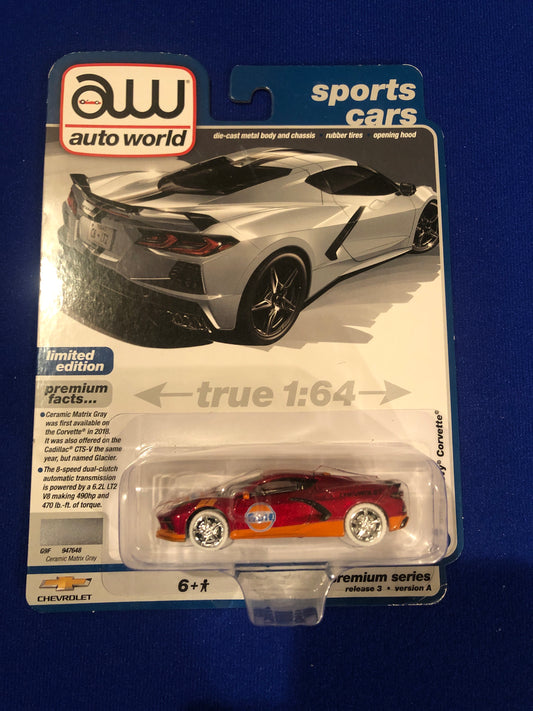 aw®
auto world
sports
cars
die-cast metal body and chassis • rubber tires • opening hood
limited
edition
premium
facts...
true 1:64
• Ceramic Matrix Gray
was first available on
the Corvette® in 2018.
It was also offered on the
Cadillac® CTS-V the same
year, but named Glacier.
• The 8-speed dual-clutch
automatic transmission
is powered by a 6.2L LT2
V8 making 490hp and
470 lb.-ft. of torque.
Corvette®
G9F 947648
Ceramic Matrix Gray
CHEVROLET
6+
premium series
release 3 • version A